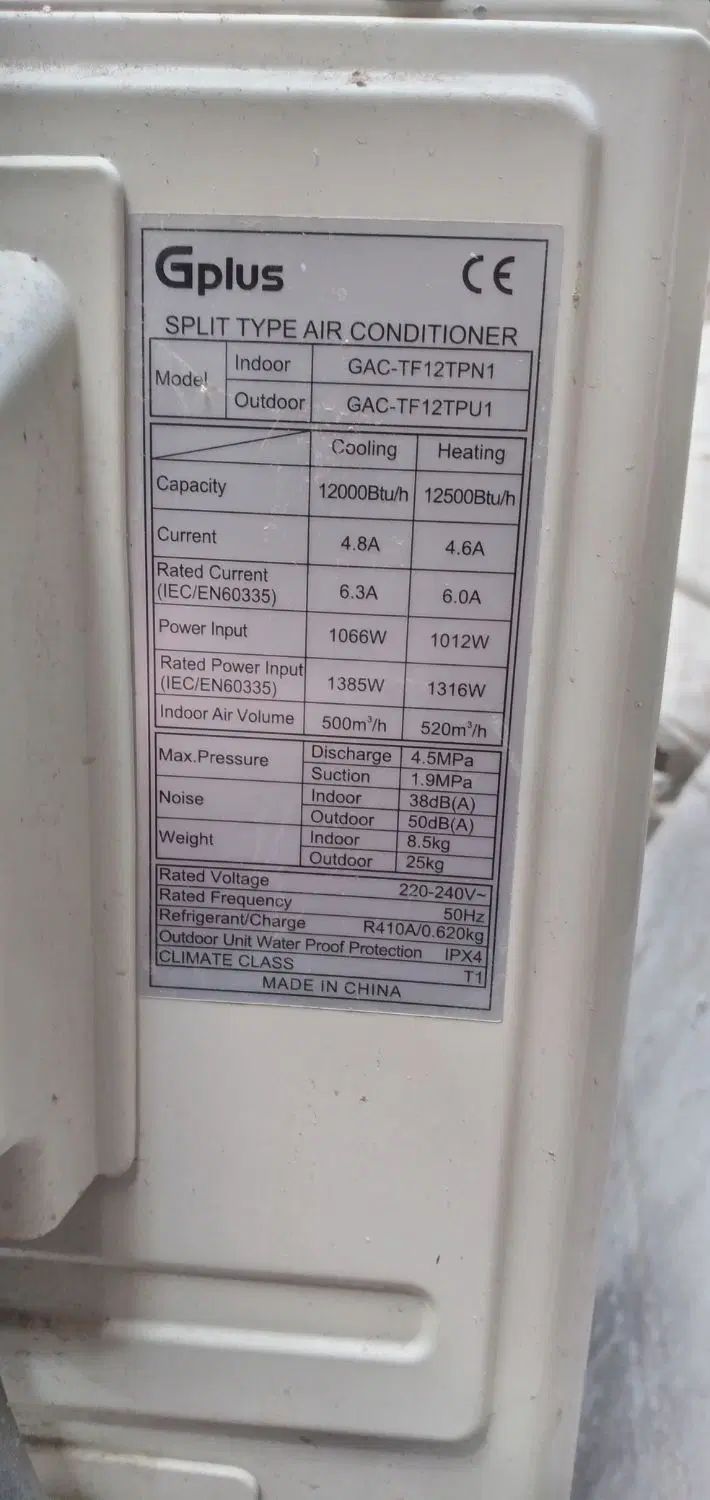 Gplus CE
SPLIT TYPE AIR CONDITIONER
Model Indoor GAC-TF12TPN1
Outdoor GAC-TF12TPU1
Cooling Heating
Capacity 12000Btu/h 12500Btu/h
Current 4.8A 4.6A
Rated Current
(IEC/EN60335) 6.3A 6.0A
Power Input 1066W 1012W
Rated Power Input
(IEC/EN60335) 1385W 1316W
Indoor Air Volume 500m³/h 520m³/h
Max.Pressure Discharge 4.5MPa
Suction 1.9MPa
Noise Indoor 38dB(A)
Outdoor 50dB(A)
Weight Indoor 8.5kg
Outdoor 25kg
Rated Voltage 220-240V~
Rated Frequency 50Hz
Refrigerant/Charge R410A/0.620kg
Outdoor Unit Water Proof Protection IPX4
CLIMATE CLASS T1
MADE IN CHINA